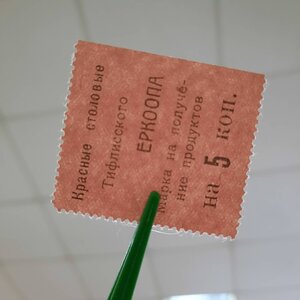 Красные столовые
Тифлисского
ЕРКООПА
Марка на получе-
ние продуктов
на 5 коп.